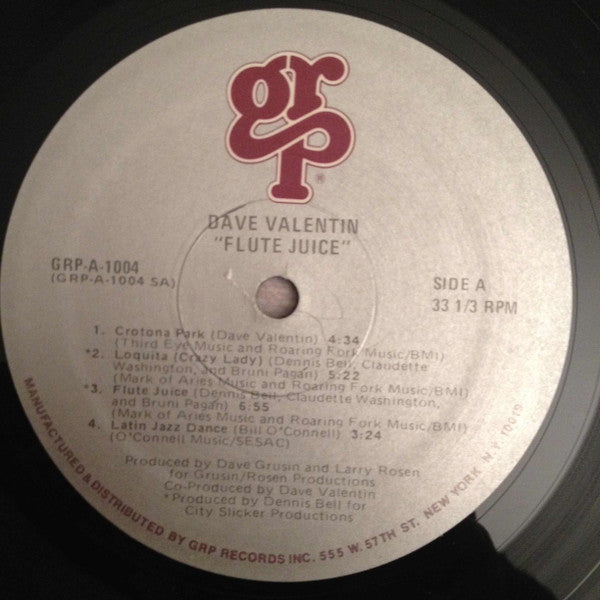 grp
®
DAVE VALENTIN
"FLUTE JUICE"
GRP-A-1004
(GRP-A-1004 SA)
SIDE A
33 1/3 RPM
1. Crotona Park (Dave Valentin) 4:34
(Third Eye Music and Roaring Fork Music/BMI)
*2. Loquita (Crazy Lady) (Dennis Bell, Claudette
Washington, and Bruni Pagan) 5:22
(Mark of Aries Music and Roaring Fork Music/BMI)
*3. Flute Juice (Dennis Bell, Claudette Washington,
and Bruni Pagan) 6:55
(Mark of Aries Music and Roaring Fork Music/BMI)
4. Latin Jazz Dance (Bill O'Connell) 3:24
(O'Connell Music/SESAC)
Produced by Dave Grusin and Larry Rosen
for Grusin/Rosen Productions
Co-Produced by Dave Valentin
*Produced by Dennis Bell for
City Slicker Productions
MANUFACTURED & DISTRIBUTED BY GRP RECORDS INC. 555 W. 57TH ST. NEW YORK N.Y. 10019